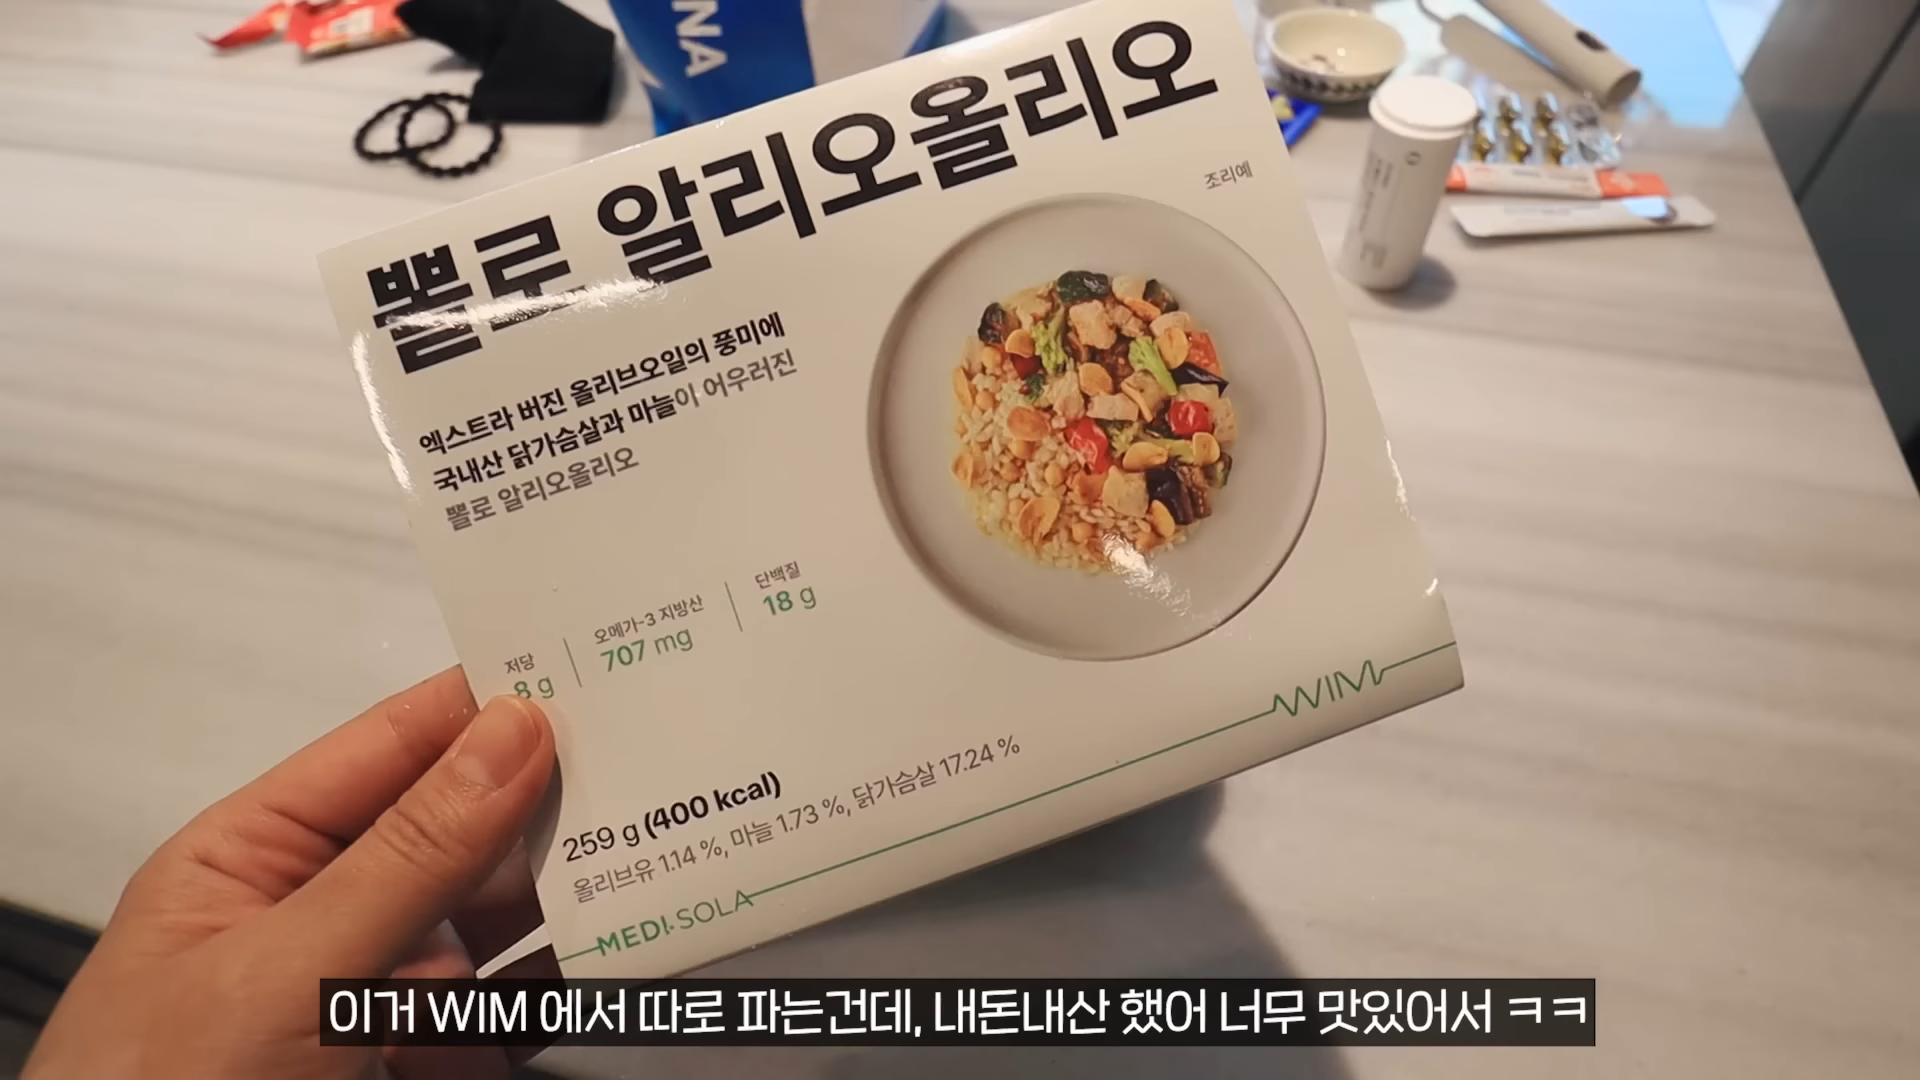 NA
뽈로 알리오올리오
조리예
엑스트라 버진 올리브오일의 풍미에
국내산 닭가슴살과 마늘이 어우러진
뽈로 알리오올리오
저당
8 g
오메가-3 지방산
707 mg
단백질
18 g
WIM
259 g (400 kcal)
올리브유 1.14 %, 마늘 1.73 %, 닭가슴살 17.24 %
MEDI·SOLA
이거 WIM 에서 따로 파는건데, 내돈내산 했어 너무 맛있어서 ㅋㅋ